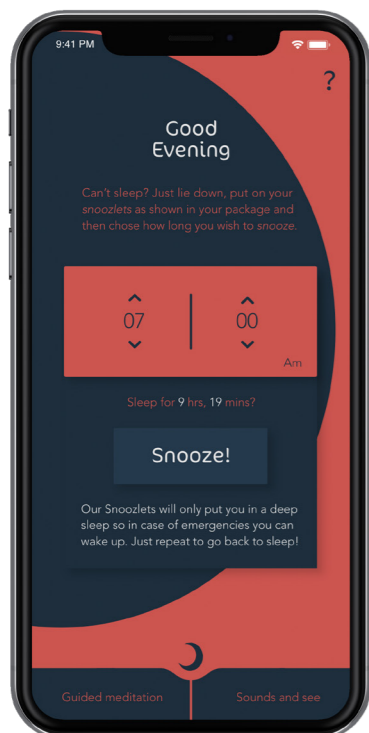 9:41 PM
?
Good
Evening
Can't sleep? Just lie down, put on your
snoozlets as shown in your package and
then chose how long you wish to snooze.
07
00
Am
Sleep for 9 hrs, 19 mins?
Snooze!
Our Snoozlets will only put you in a deep
sleep so in case of emergencies you can
wake up. Just repeat to go back to sleep!
Guided meditation
Sounds and see